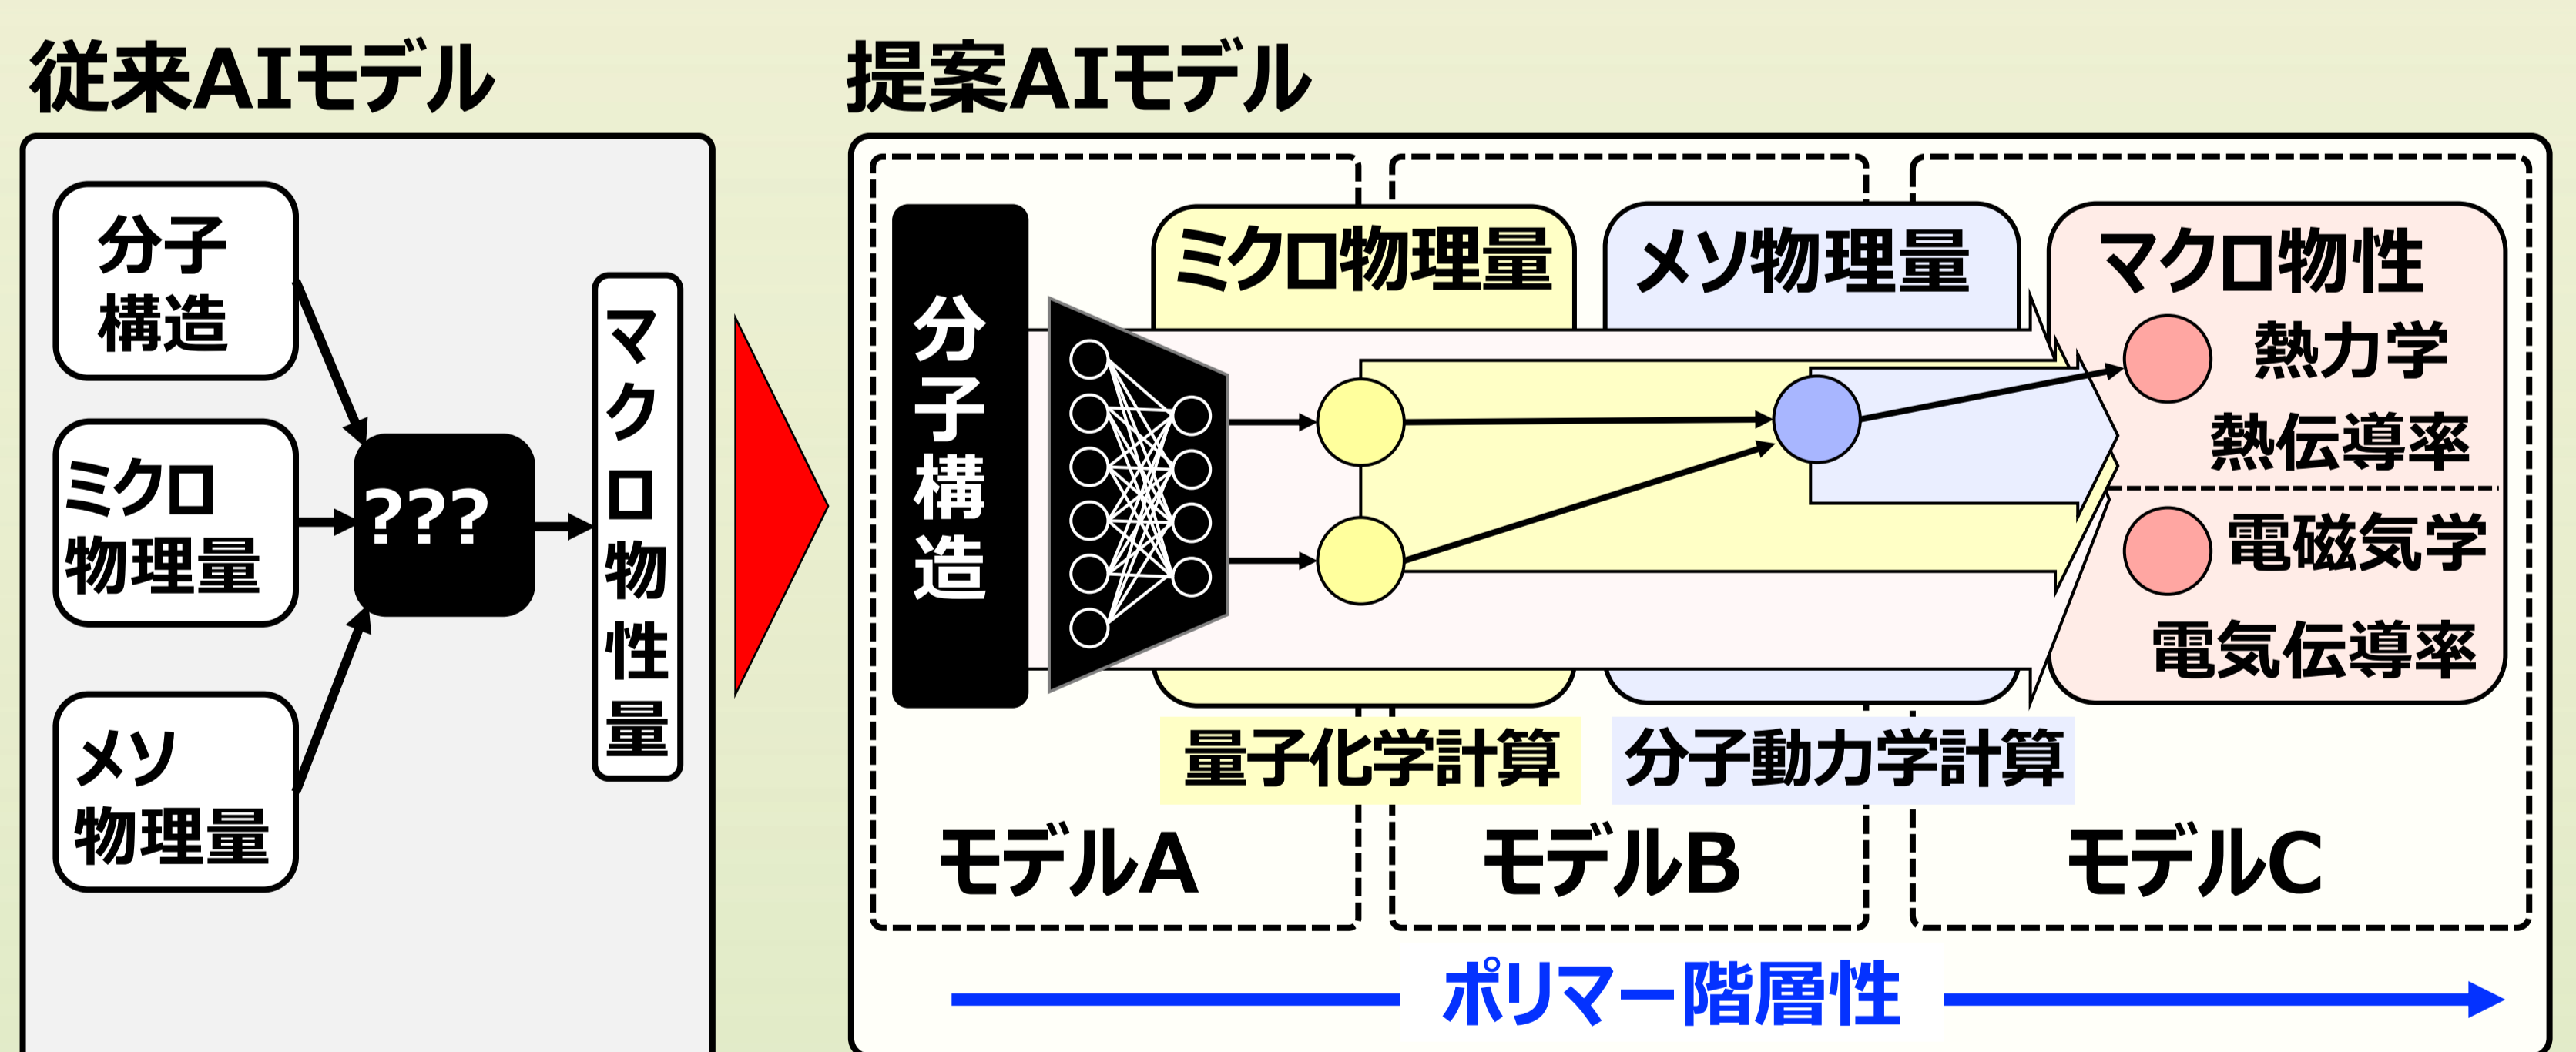 従来AIモデル
分子
構造
ミクロ
物理量
メソ
物理量
???
マクロ物性量
提案AIモデル
分子構造
ミクロ物理量
メソ物理量
マクロ物性
熱力学
熱伝導率
電磁気学
電気伝導率
量子化学計算
分子動力学計算
モデルA
モデルB
モデルC
ポリマー階層性